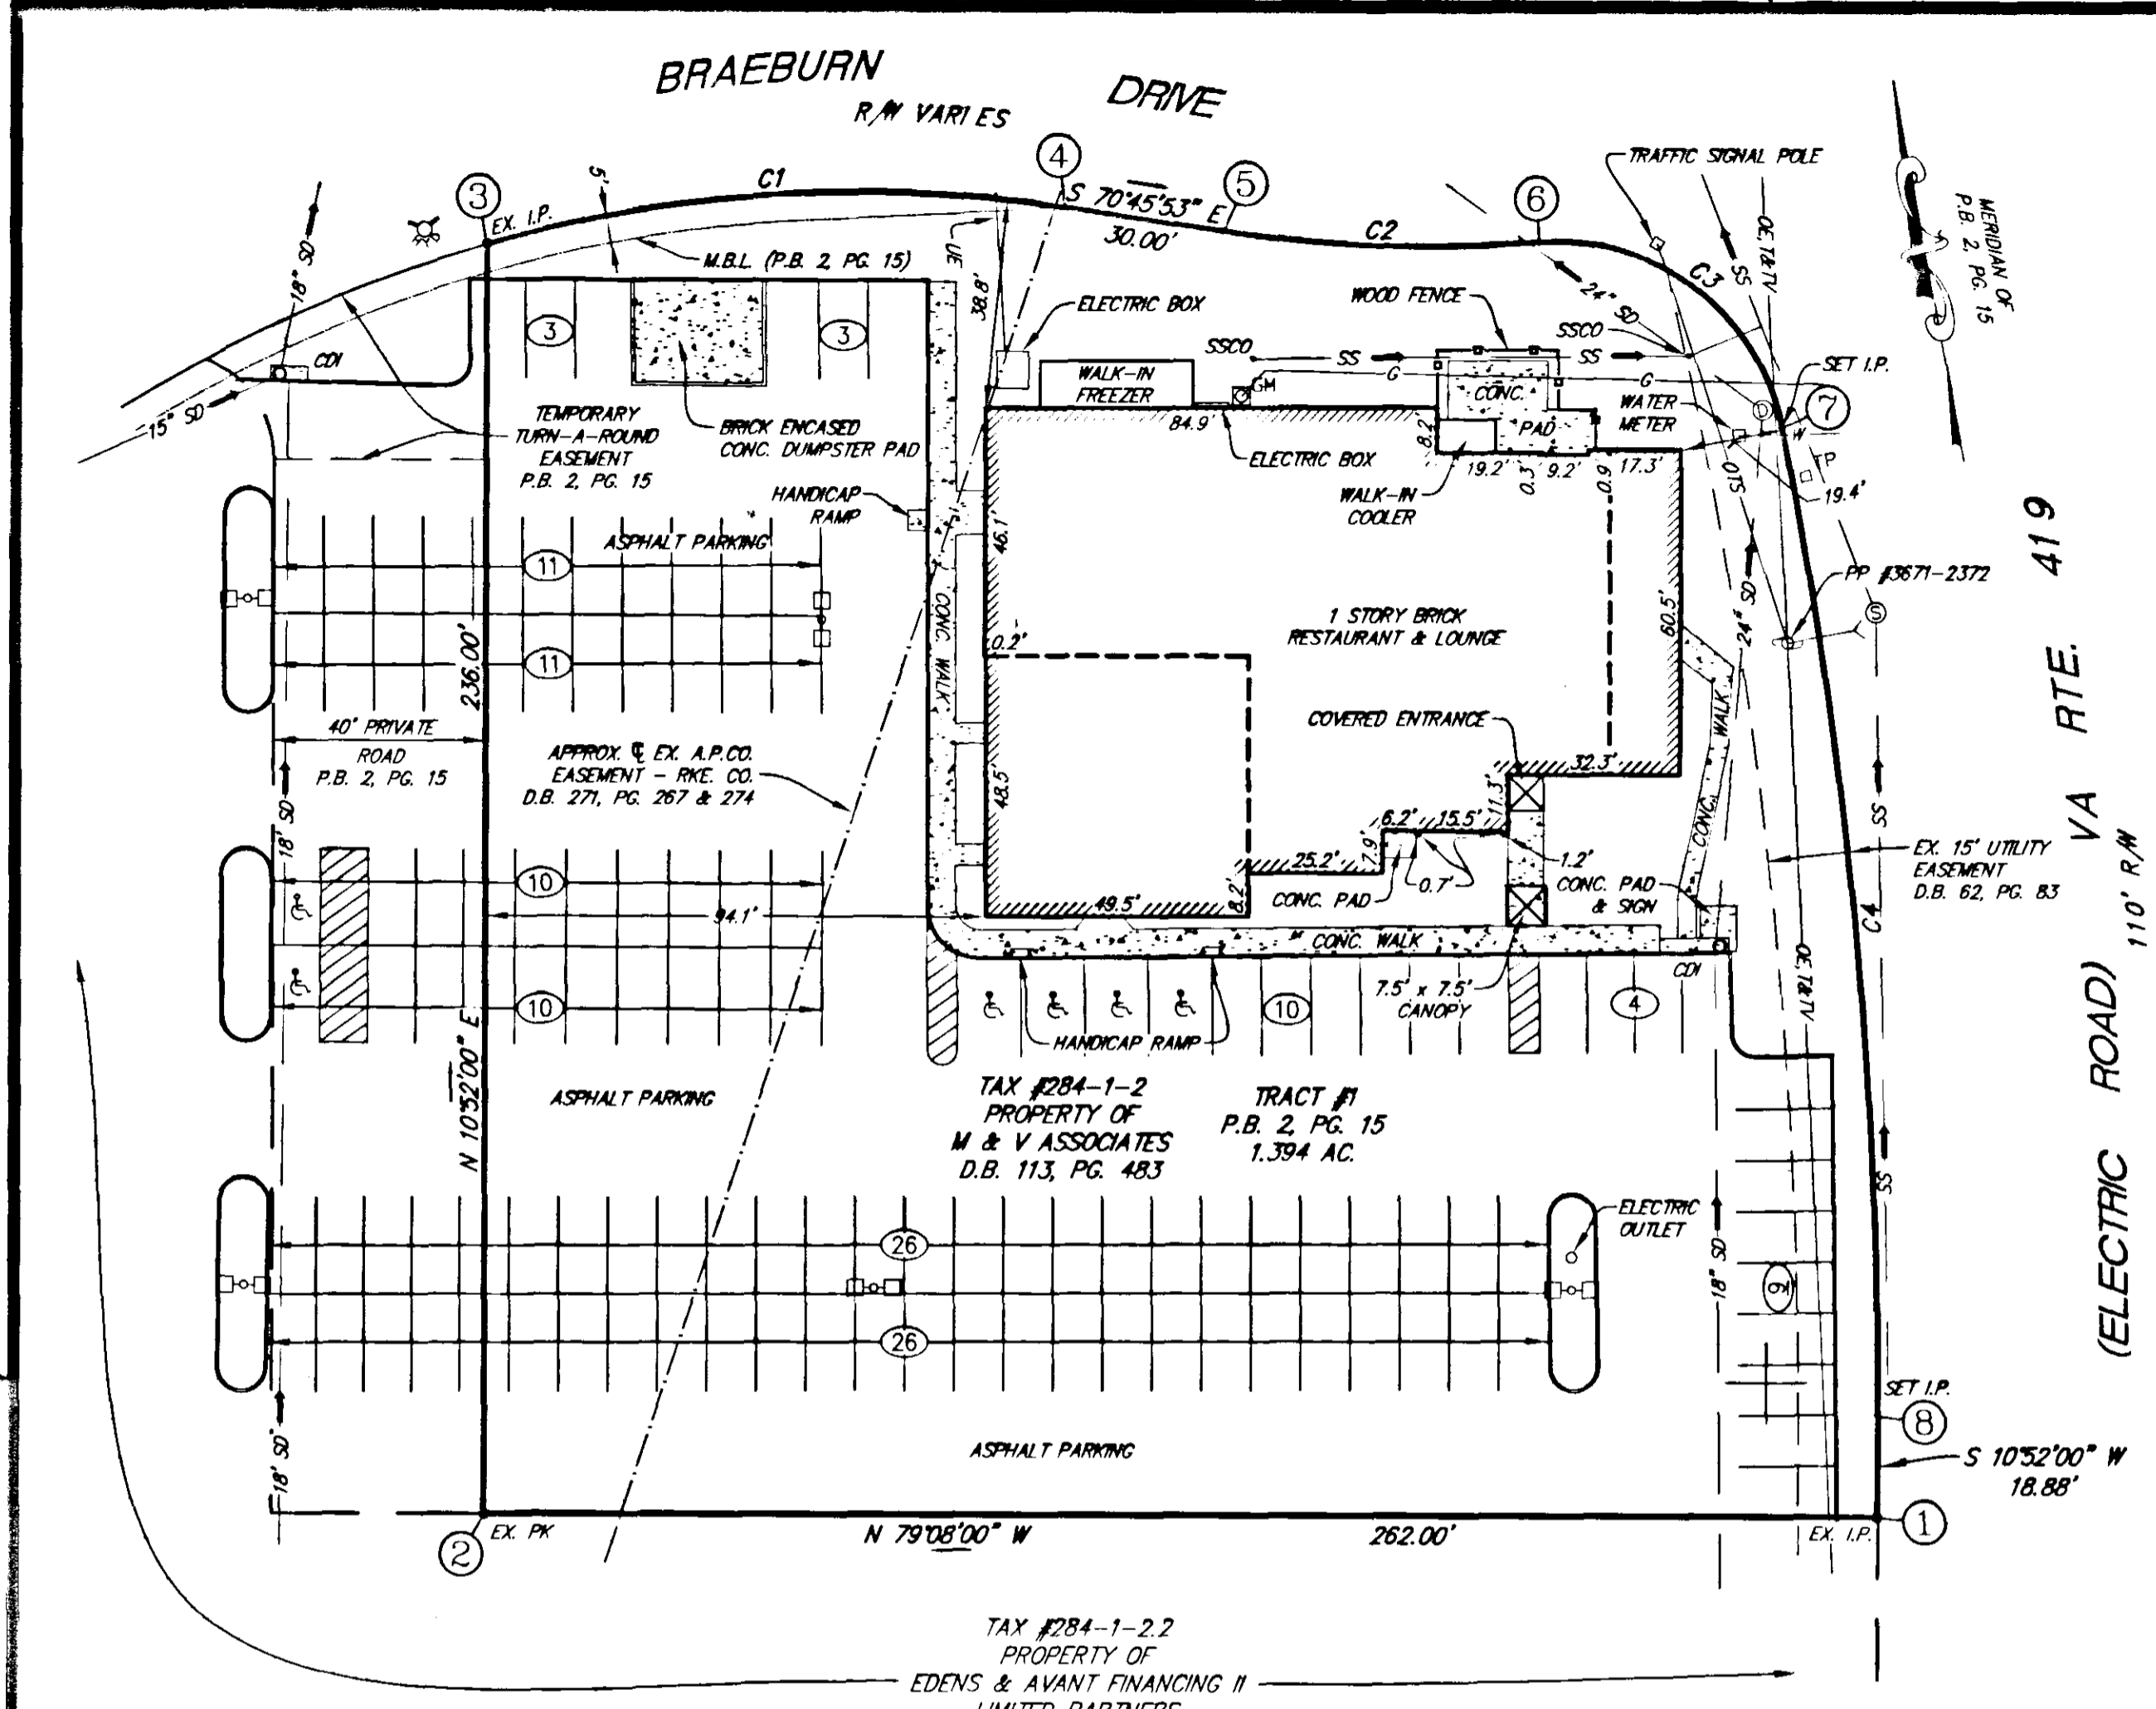 BRAEBURN DRIVE
R/W VARIES
3
EX. I.P.
5'
C1
4
S 70°45'53" E
30.00'
5
C2
6
C3
TRAFFIC SIGNAL POLE
OE, T&TV
SS
MERIDIAN OF
P.B. 2, PG. 15
18" SD
15" SD
CDI
M.B.L. (P.B. 2, PG. 15)
UE
38.8'
ELECTRIC BOX
WOOD FENCE
24" SD
SSCO
SSCO
SS
SS
G
G
GM
SET I.P.
7
W
TP
D
WATER
METER
19.4'
OTS
3
3
WALK-IN
FREEZER
CONC.
PAD
TEMPORARY
TURN-A-ROUND
EASEMENT
P.B. 2, PG. 15
BRICK ENCASED
CONC. DUMPSTER PAD
84.9'
8.2'
ELECTRIC BOX
19.2'
0.3'
9.2'
0.9
17.3'
WALK-IN
COOLER
HANDICAP
RAMP
ASPHALT PARKING
11
11
46.1'
0.2'
CONC. WALK
1 STORY BRICK
RESTAURANT & LOUNGE
60.5'
24" SD
PP #3671-2372
S
236.00'
40' PRIVATE
ROAD
P.B. 2, PG. 15
18' SD
APPROX. ℄ EX. A.P.CO.
EASEMENT - RKE. CO.
D.B. 271, PG. 267 & 274
48.5'
COVERED ENTRANCE
32.3'
11.3'
6.2'
15.5'
7.9'
25.2'
8.2'
49.5'
CONC. PAD
0.7'
1.2'
CONC. PAD
& SIGN
CONC. WALK
EX. 15' UTILITY
EASEMENT
D.B. 62, PG. 83
SS
C4
VA RTE. 419
(ELECTRIC ROAD)
110' R/W
10
10
94.1'
CONC. WALK
CDI
OE, T&TV
7.5' x 7.5'
CANOPY
10
4
HANDICAP RAMP
N 10°52'00" E
ASPHALT PARKING
TAX #284-1-2
PROPERTY OF
M & V ASSOCIATES
D.B. 113, PG. 483
TRACT #1
P.B. 2, PG. 15
1.394 AC.
SS
26
26
ELECTRIC
OUTLET
18" SD
9
SET I.P.
8
S 10°52'00" W
18.88'
18' SD
ASPHALT PARKING
2
EX. PK
N 79°08'00" W
262.00'
EX. I.P.
1
TAX #284-1-2.2
PROPERTY OF
EDENS & AVANT FINANCING II
LIMITED PARTNERS